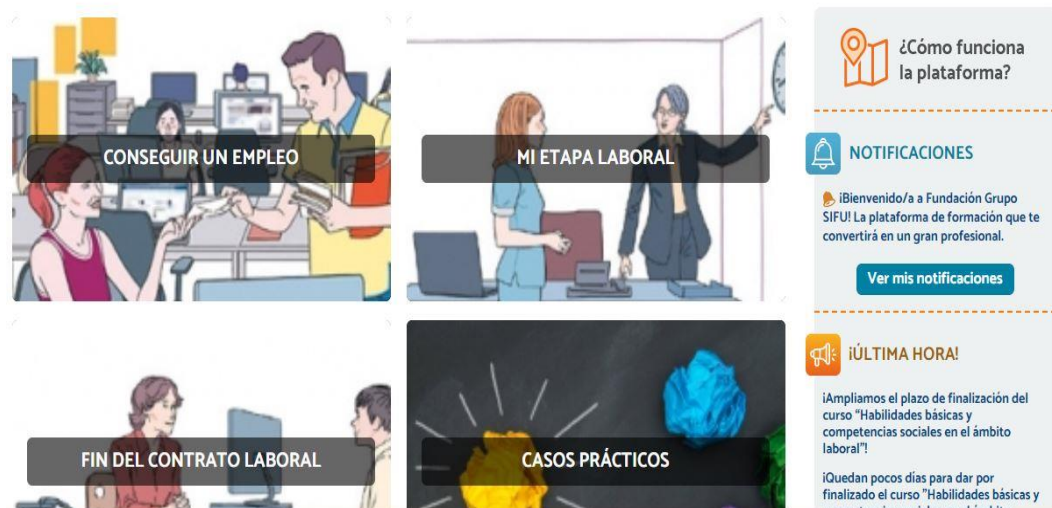 CONSEGUIR UN EMPLEO
MI ETAPA LABORAL
FIN DEL CONTRATO LABORAL
CASOS PRÁCTICOS
¿Cómo funciona
la plataforma?
NOTIFICACIONES
¡Bienvenido/a a Fundación Grupo
SIFU! La plataforma de formación que te
convertirá en un gran profesional.
Ver mis notificaciones
¡ÚLTIMA HORA!
¡Ampliamos el plazo de finalización del
curso "Habilidades básicas y
competencias sociales en el ámbito
laboral"!
¡Quedan pocos días para dar por
finalizado el curso "Habilidades básicas y